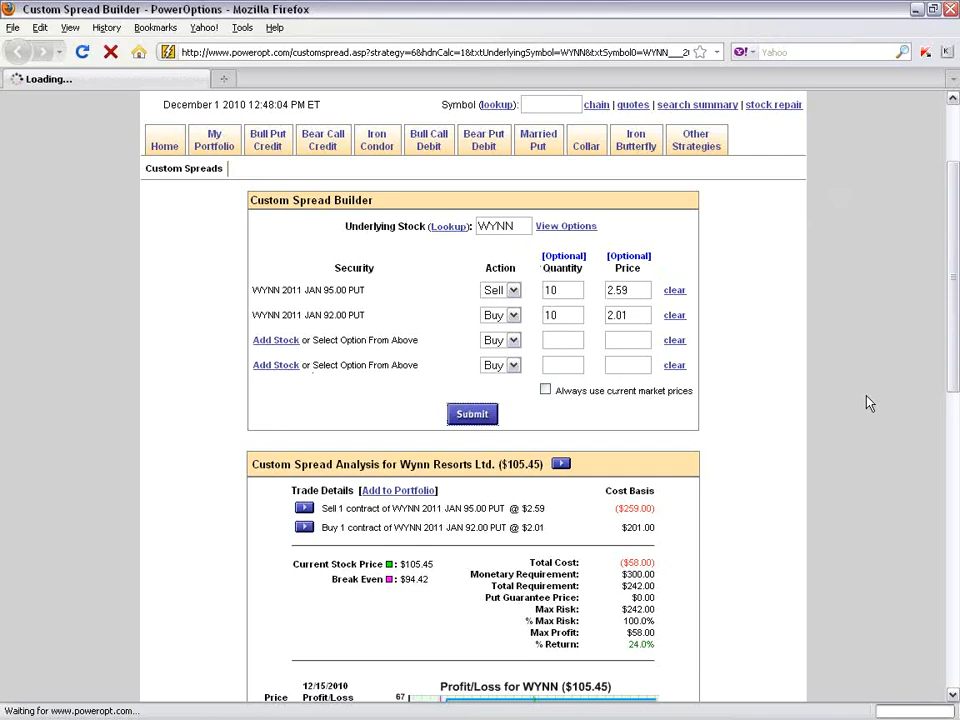 Custom Spread Builder - PowerOptions - Mozilla Firefox
File Edit View History Bookmarks Yahoo! Tools Help
http://www.poweropt.com/customspread.asp?strategy=6&hdnCalc=1&txtUnderlyingSymbol=WYNN&txtSymbol0=WYNN___20 Y! Yahoo
Loading...
December 1 2010 12:48:04 PM ET Symbol (lookup): chain | quotes | search summary | stock repair
Home My Portfolio Bull Put Credit Bear Call Credit Iron Condor Bull Call Debit Bear Put Debit Married Put Collar Iron Butterfly Other Strategies
Custom Spreads
Custom Spread Builder
Underlying Stock (Lookup): WYNN View Options
[Optional] [Optional]
Security Action Quantity Price
WYNN 2011 JAN 95.00 PUT Sell 10 2.59 clear
WYNN 2011 JAN 92.00 PUT Buy 10 2.01 clear
Add Stock or Select Option From Above Buy clear
Add Stock or Select Option From Above Buy clear
Always use current market prices
Submit
Custom Spread Analysis for Wynn Resorts Ltd. ($105.45)
Trade Details [Add to Portfolio] Cost Basis
Sell 1 contract of WYNN 2011 JAN 95.00 PUT @ $2.59 ($259.00)
Buy 1 contract of WYNN 2011 JAN 92.00 PUT @ $2.01 $201.00
Current Stock Price : $105.45 Total Cost: ($58.00)
Break Even : $94.42 Monetary Requirement: $300.00
Total Requirement: $242.00
Put Guarantee Price: $0.00
Max Risk: $242.00
% Max Risk: 100.0%
Max Profit: $58.00
% Return: 24.0%
12/15/2010 Profit/Loss for WYNN ($105.45)
Price Profit/Loss 67
Waiting for www.poweropt.com...